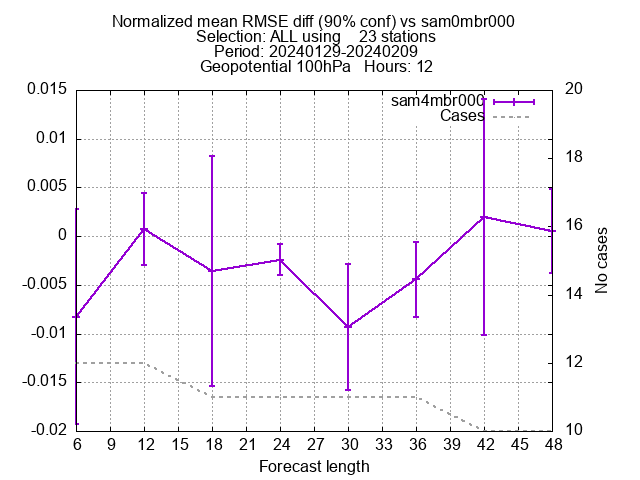 Normalized mean RMSE diff (90% conf) vs sam0mbr000
Selection: ALL using    23 stations
Period: 20240129-20240209
Geopotential 100hPa   Hours: 12
sam4mbr000
Cases
0.015
0.01
0.005
0
-0.005
-0.01
-0.015
-0.02
20
18
16
14
12
10
No cases
6 9 12 15 18 21 24 27 30 33 36 39 42 45 48
Forecast length